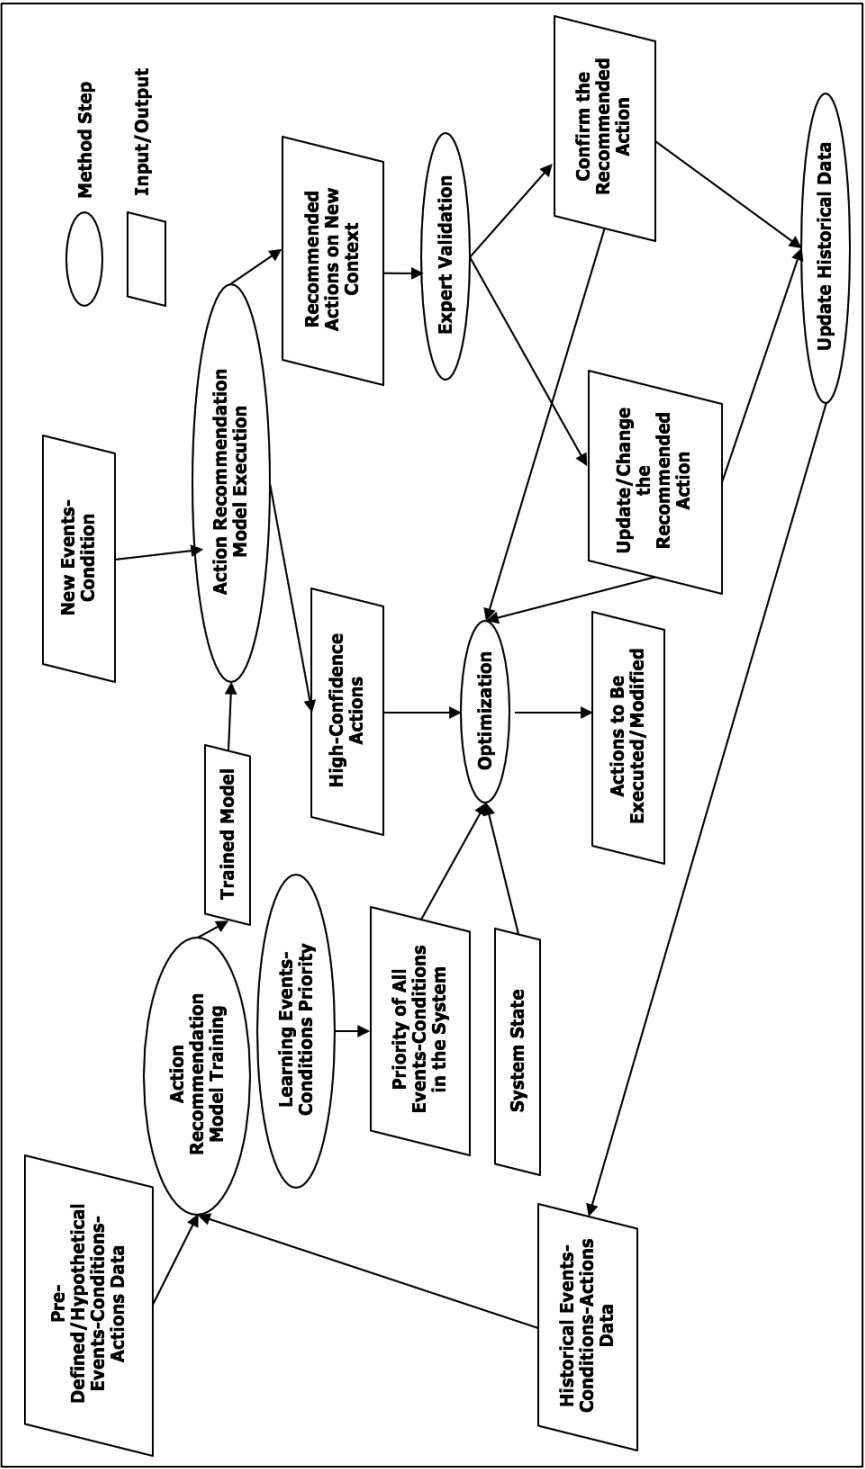 Method Step
Input/Output
Pre-
Defined/Hypothetical
Events-Conditions-
Actions Data
Action
Recommendation
Model Training
Trained Model
New Events-
Condition
Action Recommendation
Model Execution
Recommended
Actions on New
Context
Learning Events-
Conditions Priority
High-Confidence
Actions
Expert Validation
Priority of All
Events-Conditions
in the System
System State
Optimization
Confirm the
Recommended
Action
Update/Change
the
Recommended
Action
Actions to Be
Executed/Modified
Historical Events-
Conditions-Actions
Data
Update Historical Data